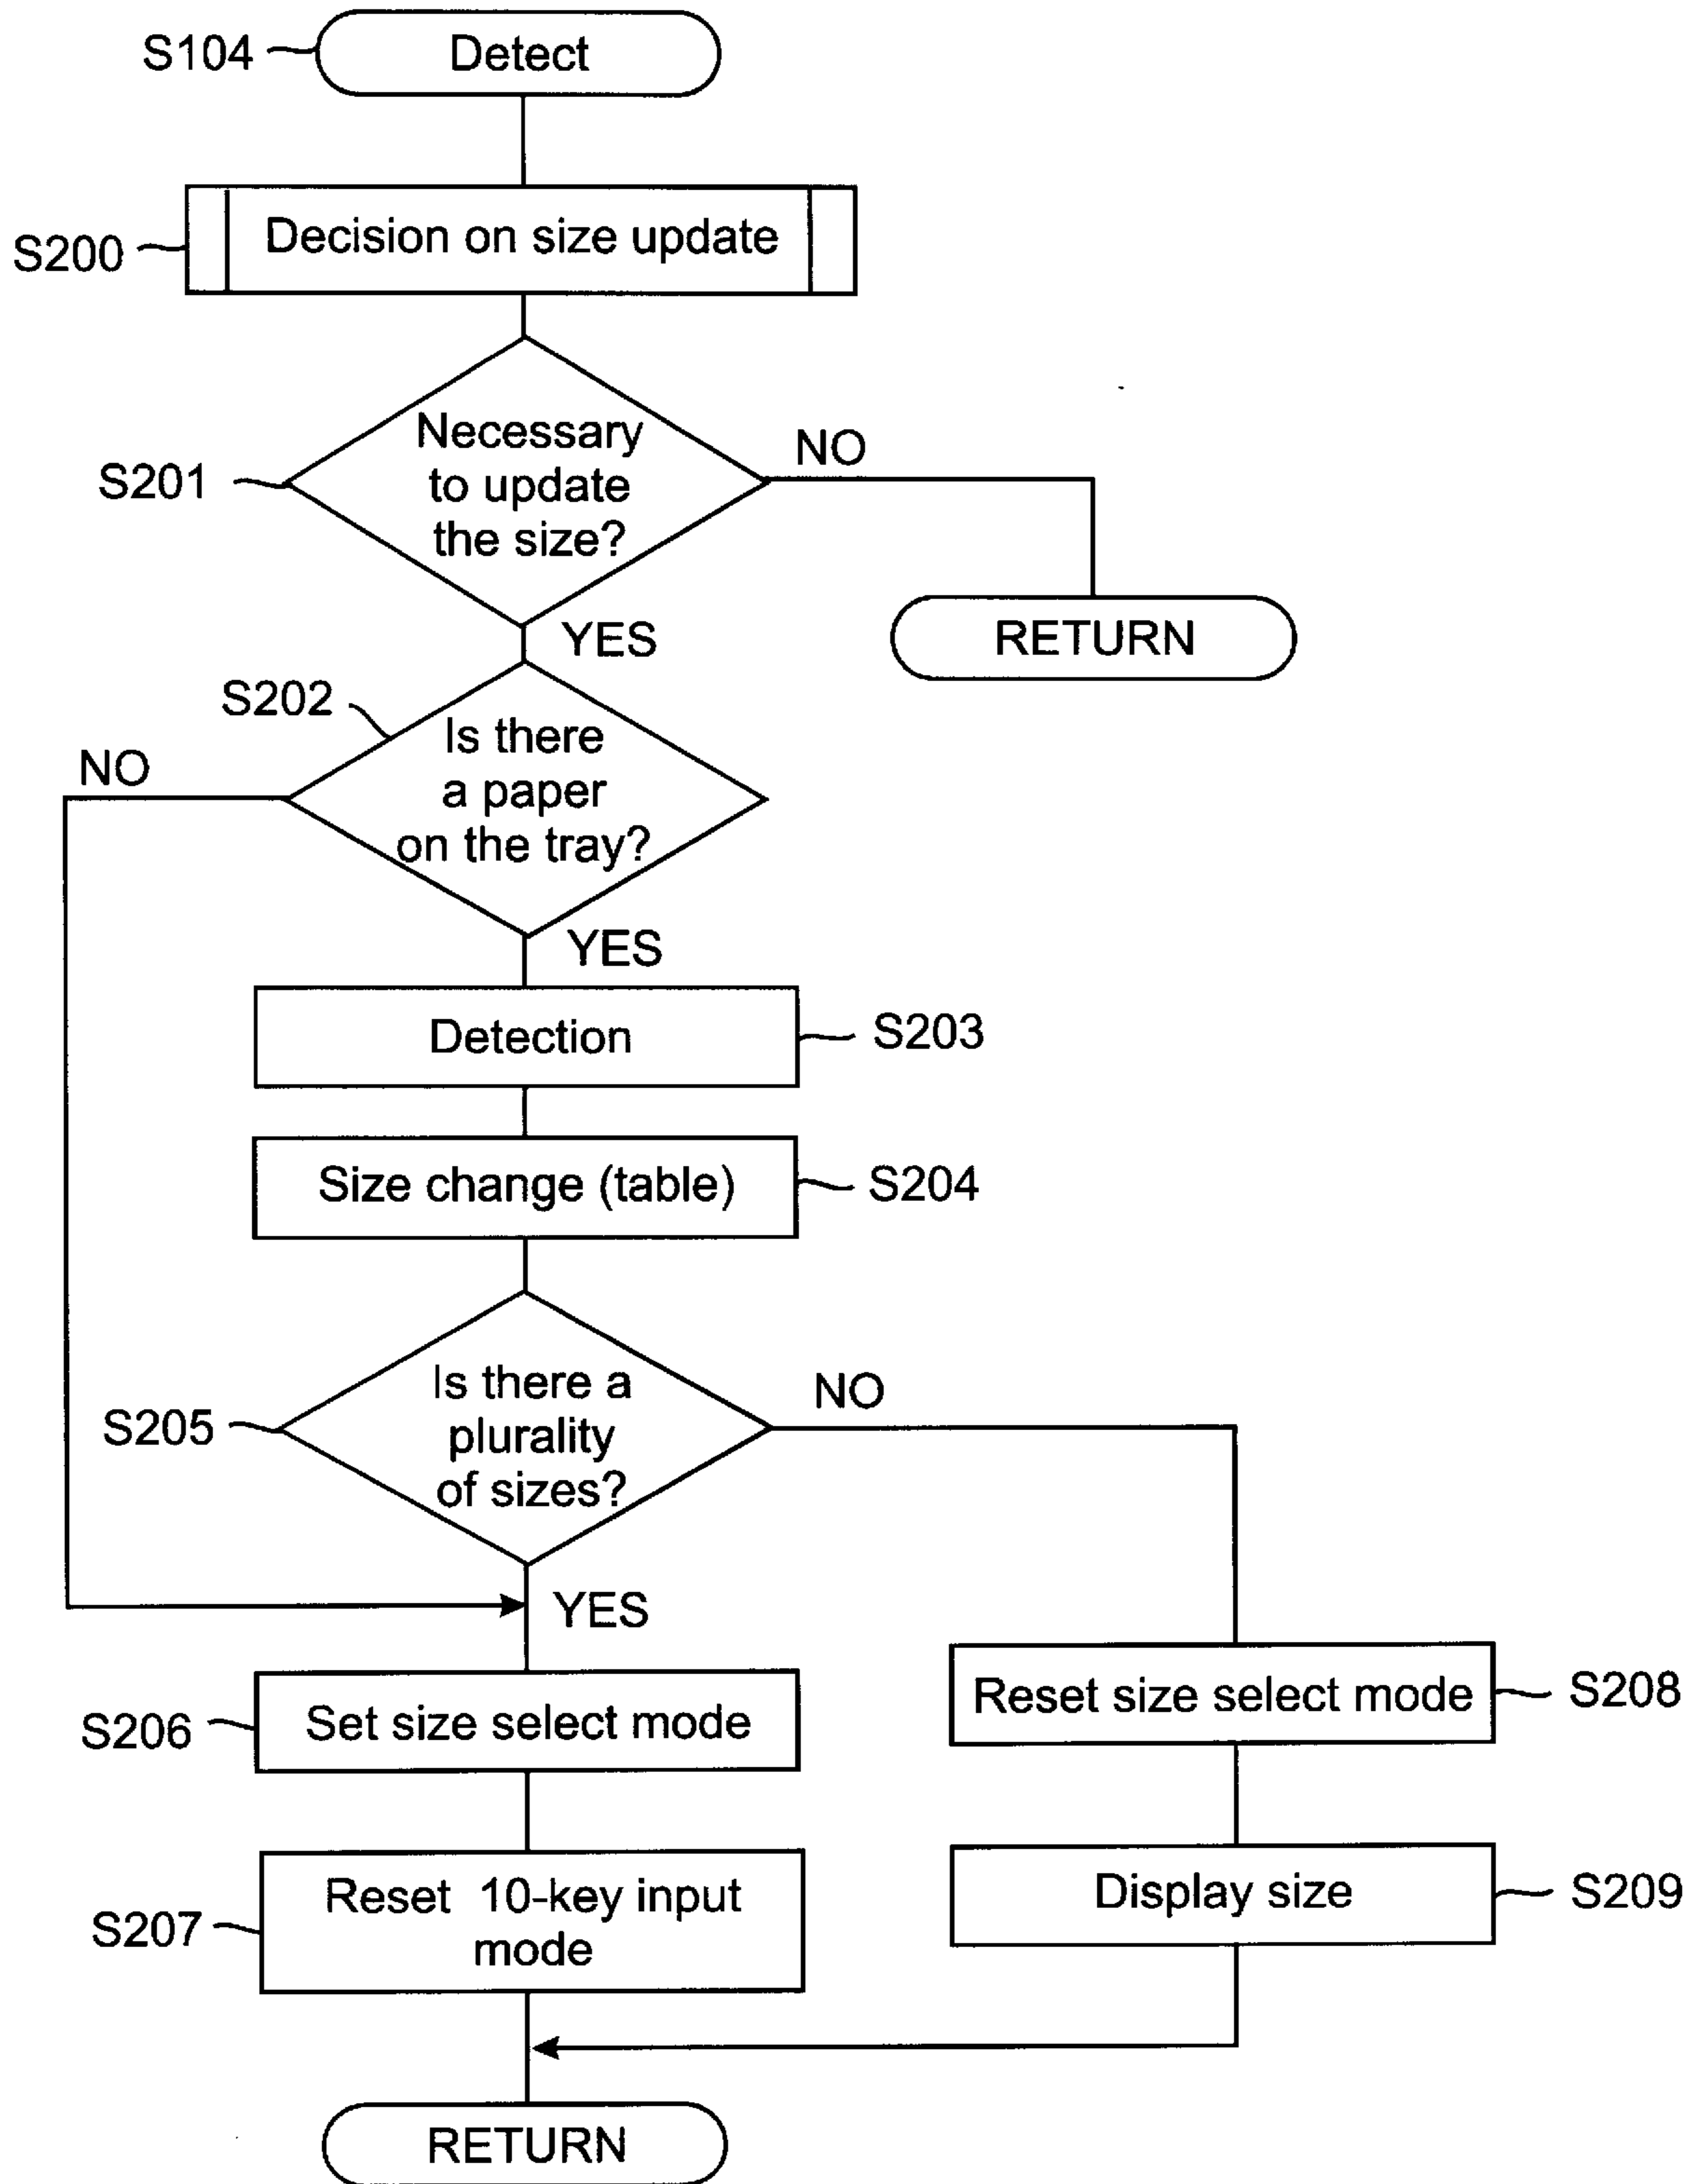 S104
Detect
S200
Decision on size update
S201
Necessary
to update
the size?
NO
RETURN
YES
S202
Is there
a paper
on the tray?
NO
YES
Detection
S203
Size change (table)
S204
S205
Is there a
plurality
of sizes?
NO
YES
S206
Set size select mode
Reset size select mode
S208
S207
Reset 10-key input
mode
Display size
S209
RETURN